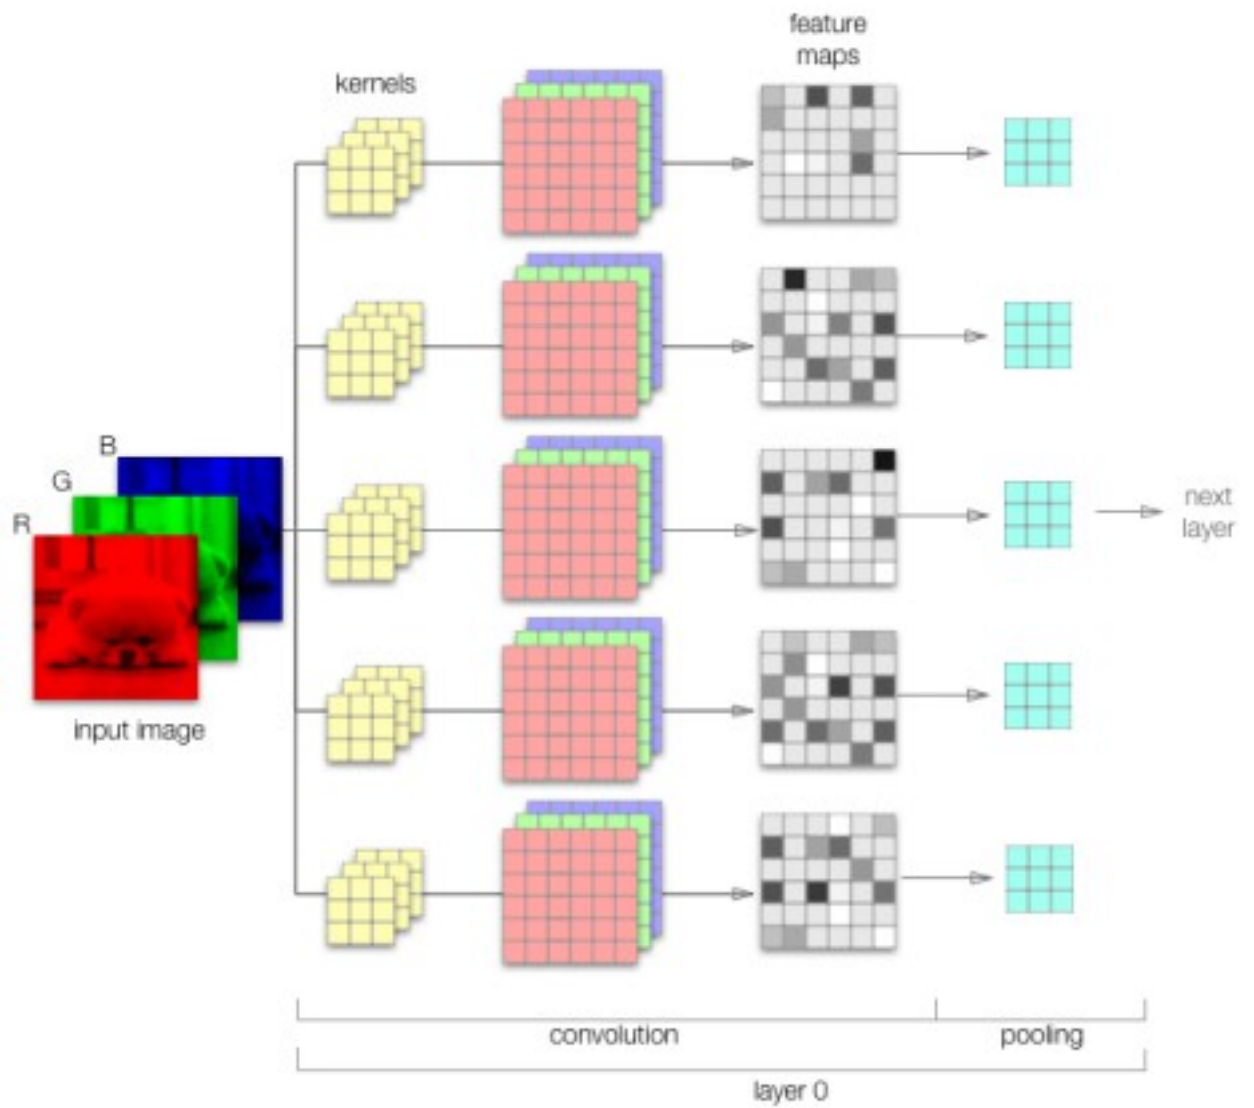 feature
maps
kernels
B
G
R
input image
next
layer
convolution
pooling
layer 0